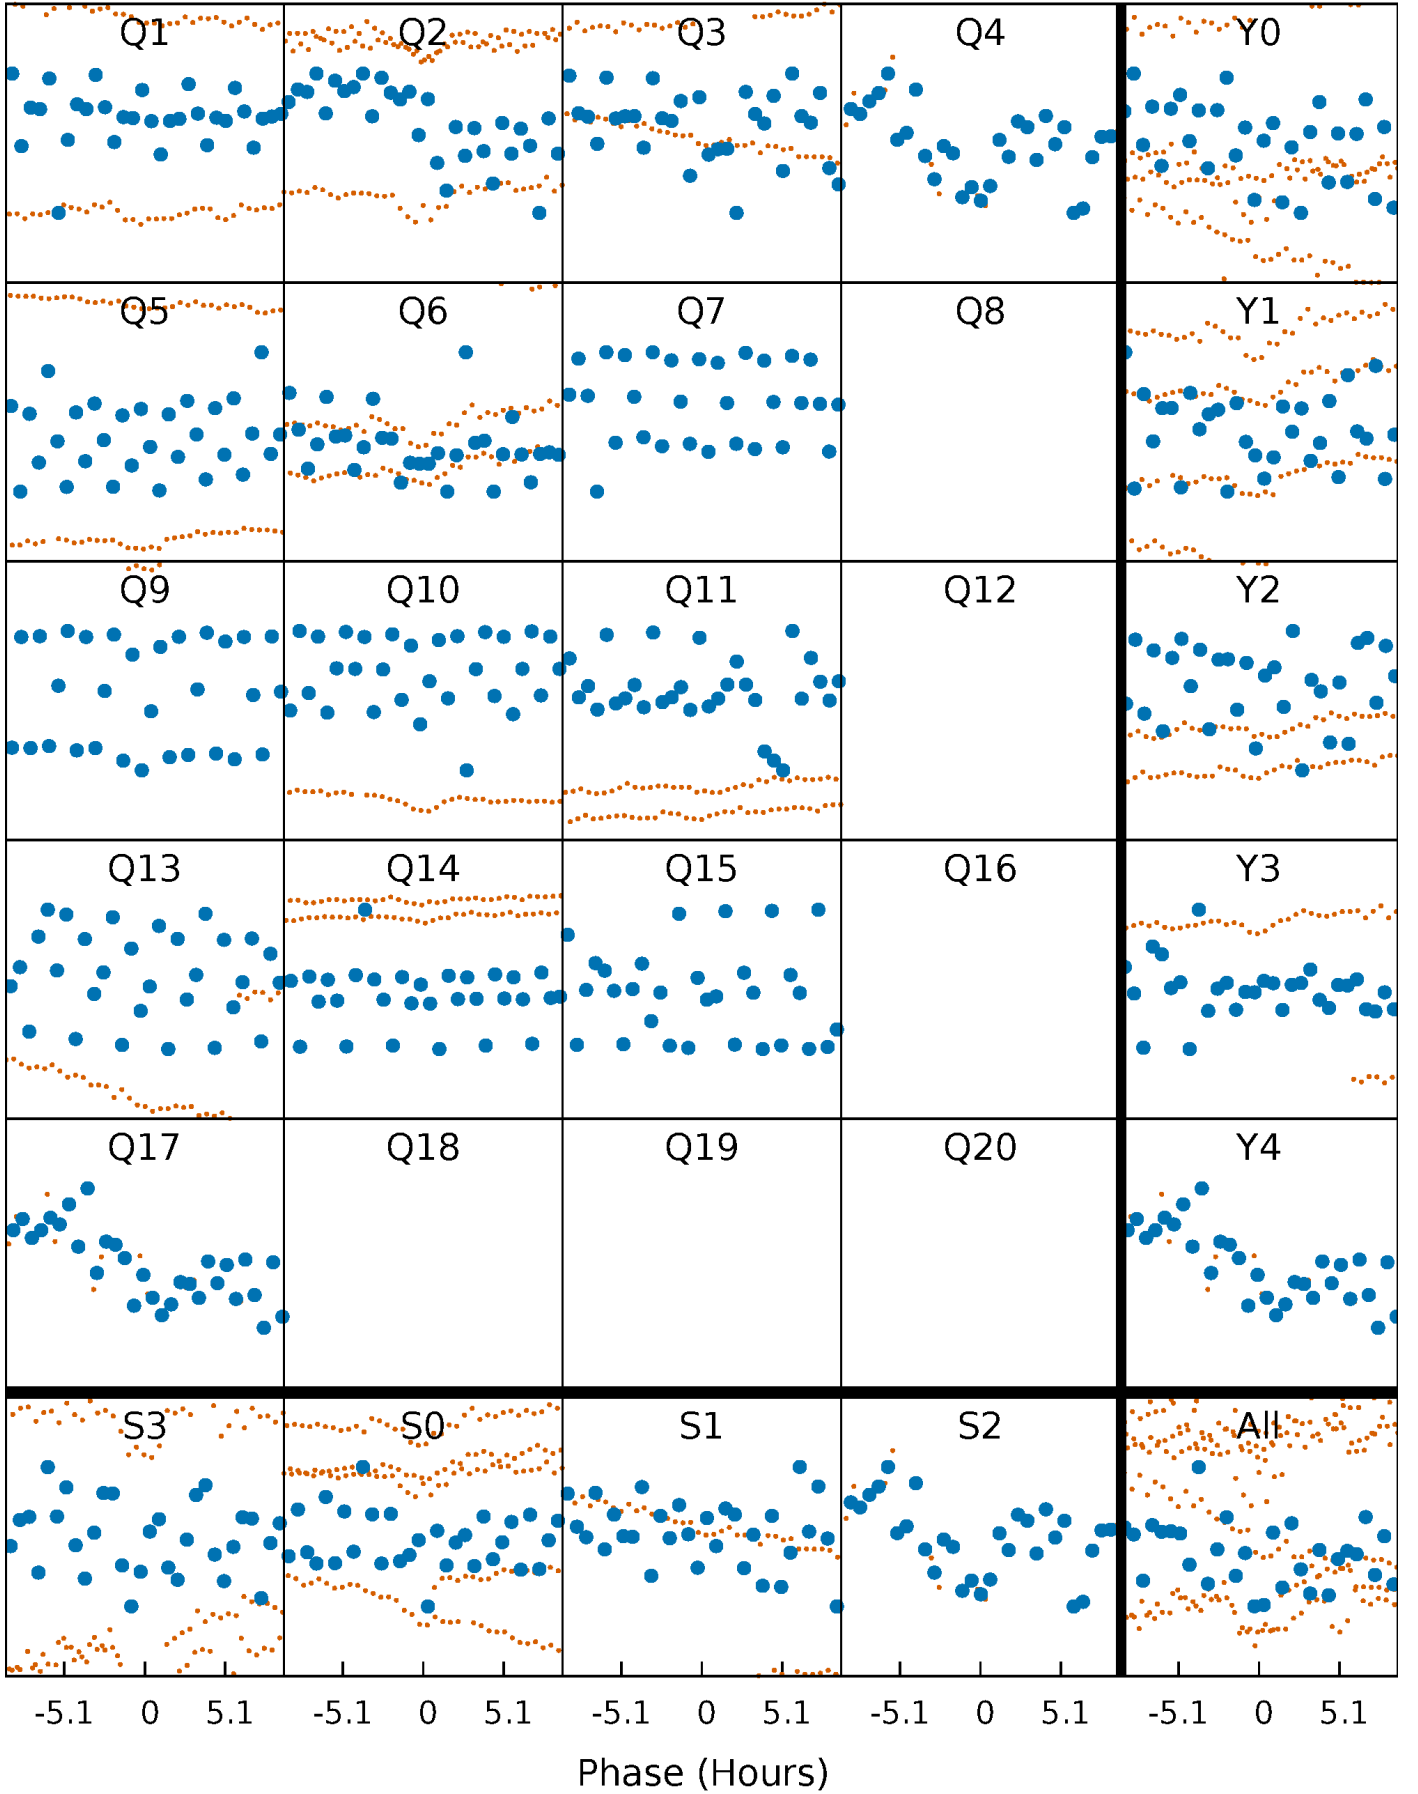 Q1 Q2 Q3 Q4 Y0
Q5 Q6 Q7 Q8 Y1
Q9 Q10 Q11 Q12 Y2
Q13 Q14 Q15 Q16 Y3
Q17 Q18 Q19 Q20 Y4
S3 S0 S1 S2 All
-5.1 0 5.1 -5.1 0 5.1 -5.1 0 5.1 -5.1 0 5.1 -5.1 0 5.1
Phase (Hours)